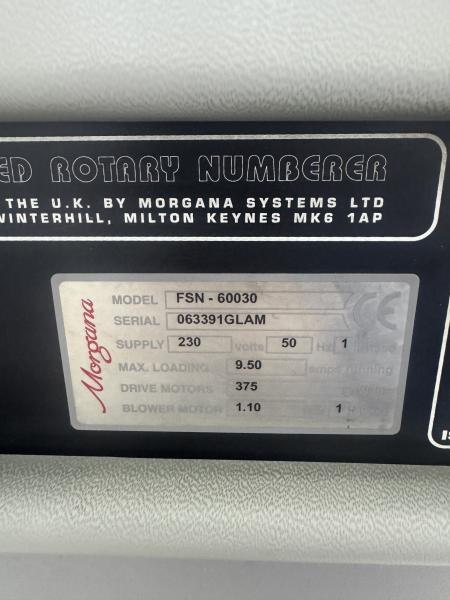 ED ROTARY NUMBERER
THE U.K. BY MORGANA SYSTEMS LTD
WINTERHILL, MILTON KEYNES MK6 1AP
Morgana
MODEL FSN - 60030 CE
SERIAL 063391GLAM
SUPPLY 230 volts 50 Hz 1
MAX. LOADING 9.50 amps running
DRIVE MOTORS 375
BLOWER MOTOR 1.10 1